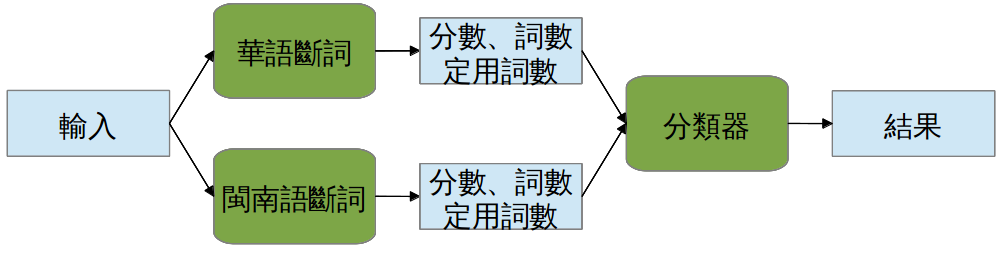 輸入
華語斷詞
分數、詞數
定用詞數
閩南語斷詞
分數、詞數
定用詞數
分類器
結果